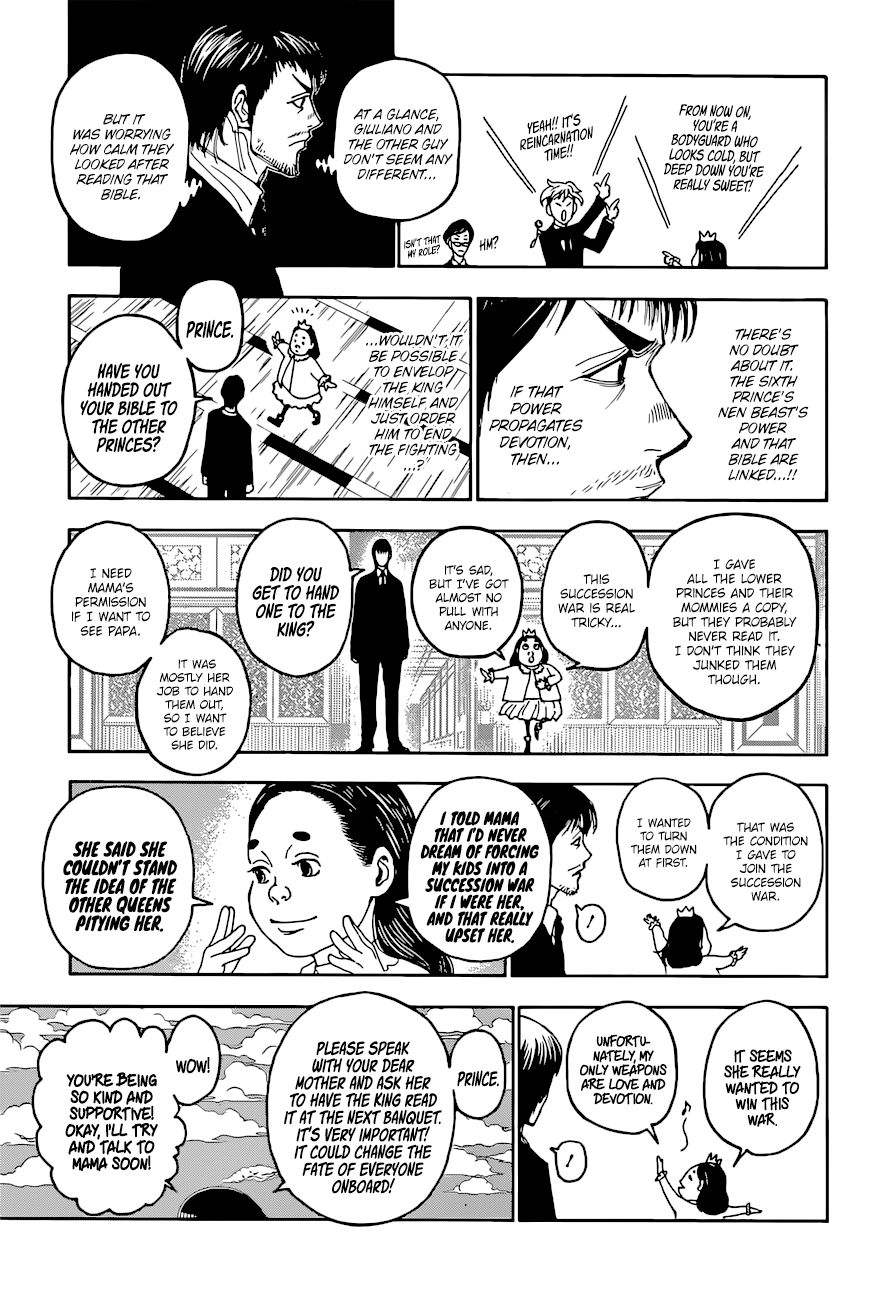 FROM NOW ON,
YOU'RE A
BODYGUARD WHO
LOOKS COLD, BUT
DEEP DOWN YOU'RE
REALLY SWEET!
YEAH!! IT'S
REINCARNATION
TIME!!
HM?
ISN'T THAT
MY ROLE?
AT A GLANCE,
GIULIANO AND
THE OTHER GUY
DON'T SEEM ANY
DIFFERENT...
BUT IT
WAS WORRYING
HOW CALM THEY
LOOKED AFTER
READING THAT
BIBLE.
THERE'S
NO DOUBT
ABOUT IT.
THE SIXTH
PRINCE'S
NEN BEAST'S
POWER
AND THAT
BIBLE ARE
LINKED...!!
IF THAT
POWER
PROPAGATES
DEVOTION,
THEN...
...WOULDN'T IT
BE POSSIBLE
TO ENVELOP
THE KING
HIMSELF AND
JUST ORDER
HIM TO END
THE FIGHTING
...?
PRINCE.
HAVE YOU
HANDED OUT
YOUR BIBLE TO
THE OTHER
PRINCES?
I GAVE
ALL THE LOWER
PRINCES AND THEIR
MOMMIES A COPY,
BUT THEY PROBABLY
NEVER READ IT.
I DON'T THINK THEY
JUNKED THEM
THOUGH.
THIS
SUCCESSION
WAR IS REAL
TRICKY...
IT'S SAD,
BUT I'VE GOT
ALMOST NO
PULL WITH
ANYONE.
DID YOU
GET TO HAND
ONE TO THE
KING?
I NEED
MAMA'S
PERMISSION
IF I WANT TO
SEE PAPA.
IT WAS
MOSTLY HER
JOB TO HAND
THEM OUT,
SO I WANT
TO BELIEVE
SHE DID.
THAT WAS
THE CONDITION
I GAVE TO
JOIN THE
SUCCESSION
WAR.
I WANTED
TO TURN
THEM DOWN
AT FIRST.
!
I TOLD MAMA
THAT I'D NEVER
DREAM OF FORCING
MY KIDS INTO A
SUCCESSION WAR
IF I WERE HER,
AND THAT REALLY
UPSET HER.
SHE SAID SHE
COULDN'T STAND
THE IDEA OF THE
OTHER QUEENS
PITYING HER.
IT SEEMS
SHE REALLY
WANTED TO
WIN THIS
WAR.
UNFORTU-
NATELY, MY
ONLY WEAPONS
ARE LOVE AND
DEVOTION.
!
PRINCE.
PLEASE SPEAK
WITH YOUR DEAR
MOTHER AND ASK HER
TO HAVE THE KING READ
IT AT THE NEXT BANQUET.
IT'S VERY IMPORTANT!
IT COULD CHANGE THE
FATE OF EVERYONE
ONBOARD!
WOW!
YOU'RE BEING
SO KIND AND
SUPPORTIVE!
OKAY, I'LL TRY
AND TALK TO
MAMA SOON!